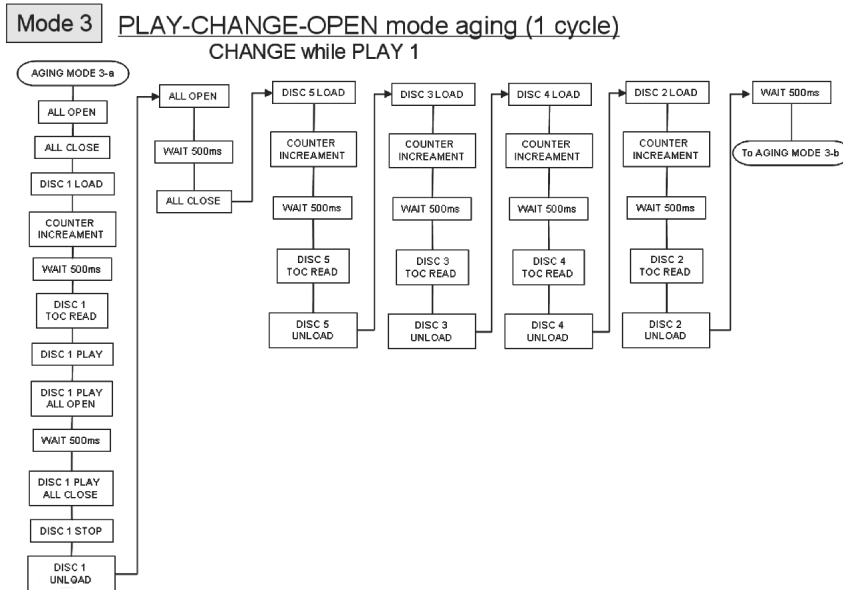 Mode 3
PLAY-CHANGE-OPEN mode aging (1 cycle)
CHANGE while PLAY 1
AGING MODE 3-a
ALL OPEN
ALL CLOSE
DISC 1 LOAD
COUNTER
INCREAMENT
WAIT 500ms
DISC 1
TOC READ
DISC 1 PLAY
DISC 1 PLAY
ALL OPEN
WAIT 500ms
DISC 1 PLAY
ALL CLOSE
DISC 1 STOP
DISC 1
UNLOAD
ALL OPEN
WAIT 500ms
ALL CLOSE
DISC 5 LOAD
COUNTER
INCREAMENT
WAIT 500ms
DISC 5
TOC READ
DISC 5
UNLOAD
DISC 3 LOAD
COUNTER
INCREAMENT
WAIT 500ms
DISC 3
TOC READ
DISC 3
UNLOAD
DISC 4 LOAD
COUNTER
INCREAMENT
WAIT 500ms
DISC 4
TOC READ
DISC 4
UNLOAD
DISC 2 LOAD
COUNTER
INCREAMENT
WAIT 500ms
DISC 2
TOC READ
DISC 2
UNLOAD
WAIT 500ms
To AGING MODE 3-b